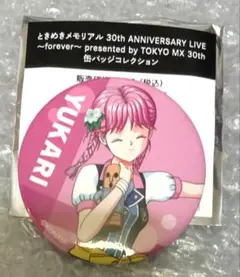 ときめきメモリアル 30th ANNIVERSARY LIVE
～forever～ presented by TOKYO MX 30th
缶バッジコレクション
YUKARI